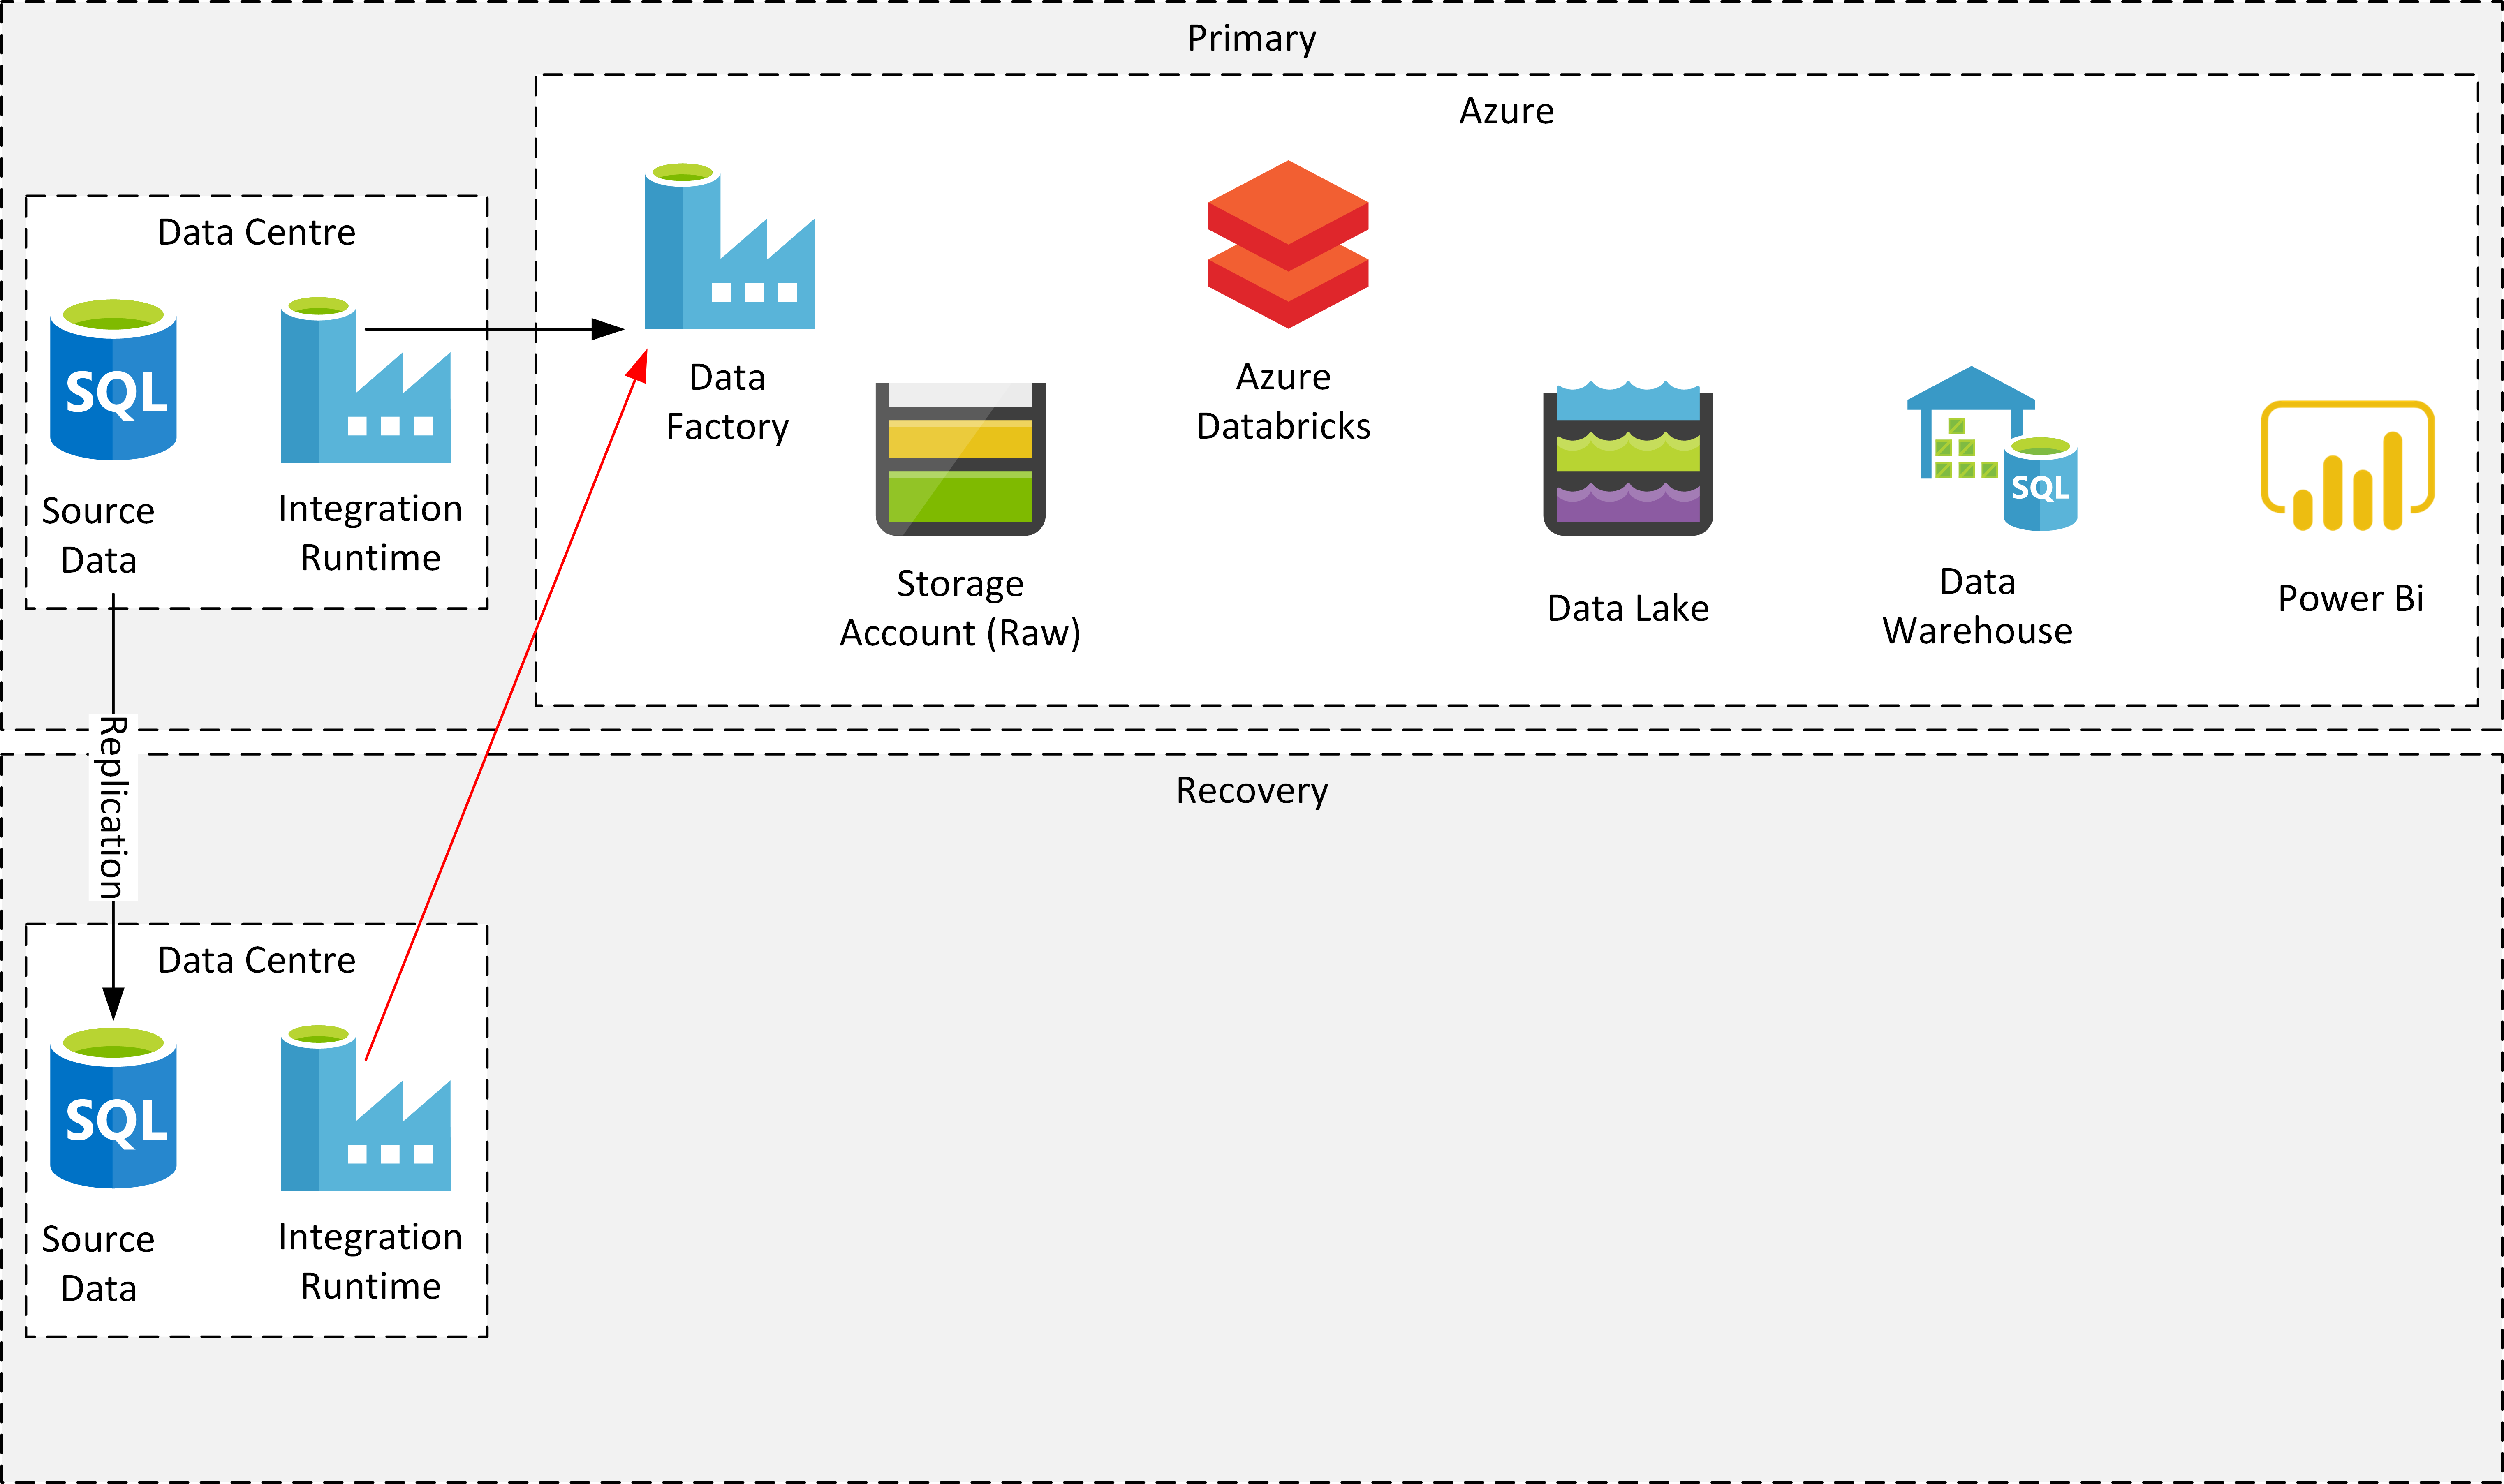 Primary
Azure
Data Centre
SQL
Source
Data
Integration
Runtime
Data
Factory
Storage
Account (Raw)
Azure
Databricks
Data Lake
SQL
Data
Warehouse
Power Bi
Replication
Recovery
Data Centre
SQL
Source
Data
Integration
Runtime